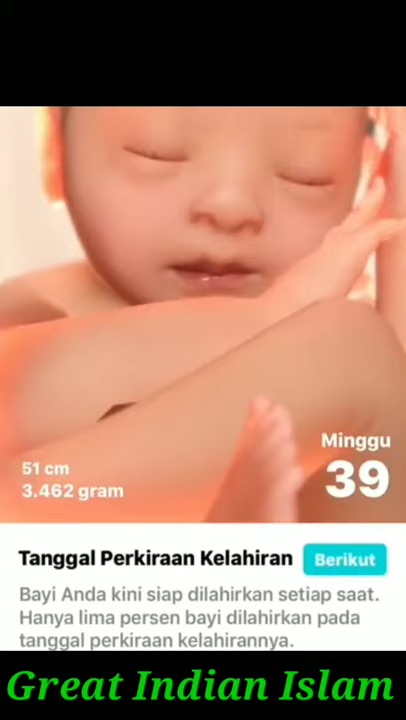 Minggu
39
51 cm
3.462 gram
Tanggal Perkiraan Kelahiran
Berikut
Bayi Anda kini siap dilahirkan setiap saat.
Hanya lima persen bayi dilahirkan pada
tanggal perkiraan kelahirannya.
Great Indian Islam